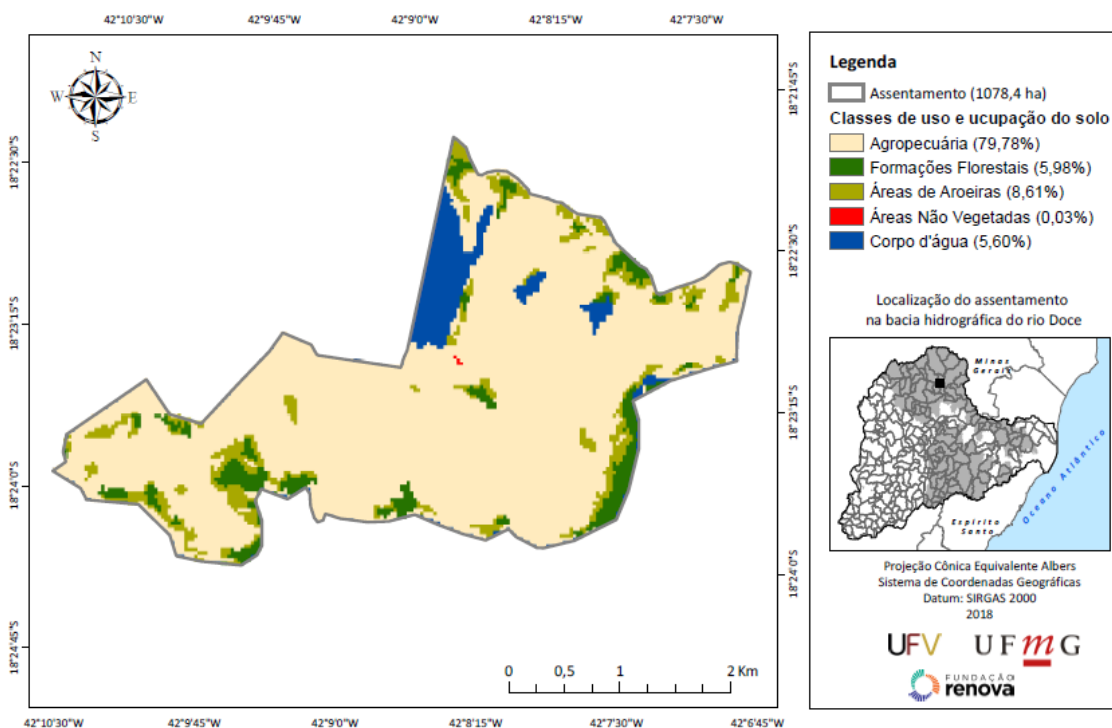 42°10'30"W 42°9'45"W 42°9'0"W 42°8'15"W 42°7'30"W
18°22'30"S
18°23'15"S
18°24'0"S
18°24'45"S
N
W E
S
18°21'45"S
18°22'30"S
18°23'15"S
18°24'0"S
0 0,5 1 2 Km
42°10'30"W 42°9'45"W 42°9'0"W 42°8'15"W 42°7'30"W 42°6'45"W
Legenda
Assentamento (1078,4 ha)
Classes de uso e ucupação do solo
Agropecuária (79,78%)
Formações Florestais (5,98%)
Áreas de Aroeiras (8,61%)
Áreas Não Vegetadas (0,03%)
Corpo d'água (5,60%)
Localização do assentamento
na bacia hidrográfica do rio Doce
Minas
Gerais
Oceano Atlântico
Espírito
Santo
Projeção Cônica Equivalente Albers
Sistema de Coordenadas Geográficas
Datum: SIRGAS 2000
2018
UFV UFmG
FUNDAÇÃO
renova